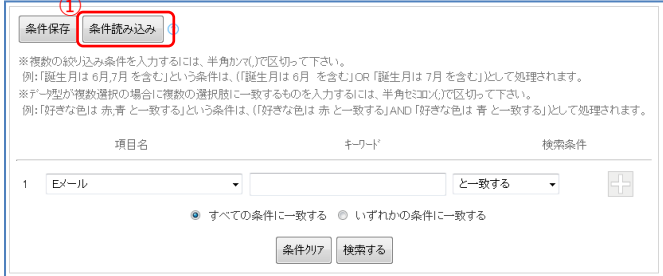 ①
条件保存 条件読み込み
※複数の絞り込み条件を入力するには、半角ｶﾝﾏ(,)で区切って下さい。
例:「誕生月は 6月,7月 を含む」という条件は、(「誕生月は 6月 を含む」OR 「誕生月は 7月 を含む」)として処理されます。
※ﾃﾞｰﾀ型が複数選択の場合に複数の選択肢に一致するものを入力するには、半角ｾﾐｺﾛﾝ(;)で区切って下さい。
例:「好きな色は 赤,青 と一致する」という条件は、(「好きな色は 赤 と一致する」AND 「好きな色は 青 と一致する」)として処理されます。
項目名 ｷｰﾜｰﾄﾞ 検索条件
1 Eメール と一致する
すべての条件に一致する いずれかの条件に一致する
条件ｸﾘｱ 検索する